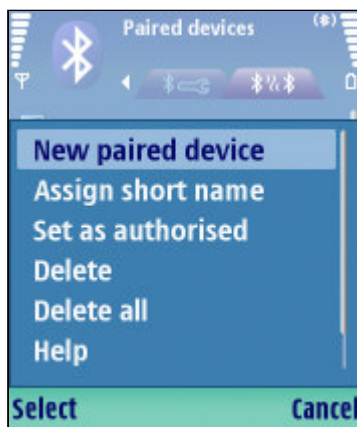 Paired devices
New paired device
Assign short name
Set as authorised
Delete
Delete all
Help
Select Cancel